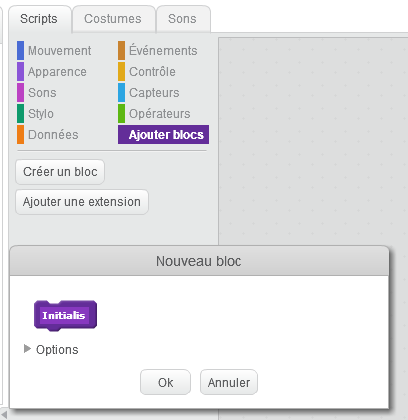 Scripts Costumes Sons
Mouvement Événements
Apparence Contrôle
Sons Capteurs
Stylo Opérateurs
Données Ajouter blocs
Créer un bloc
Ajouter une extension
Nouveau bloc
Initialis
Options
Ok Annuler